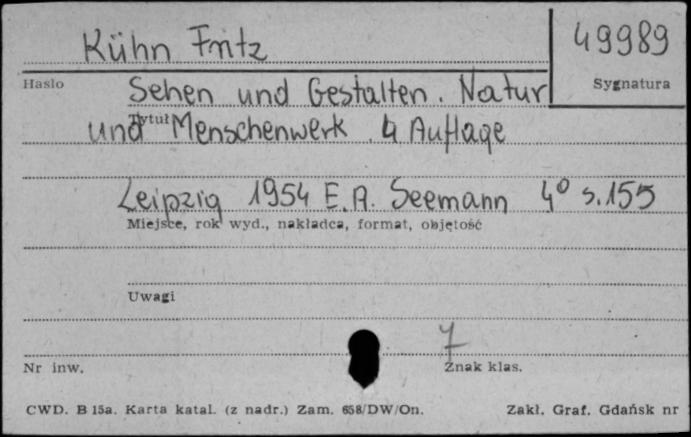 Kühn Fritz
49989
Hasło
Sygnatura
Sehen und Gestalten. Natur
Tytuł
und Menschenwerk 4 Auflage
Leipzig 1954 E.A. Seemann 4° s.155
Miejsce, rok wyd., nakładca, format, objętość
Uwagi
7
Nr inw.
Znak klas.
CWD. B 15a. Karta katal. (z nadr.) Zam. 658/DW/On. Zakł. Graf. Gdańsk nr